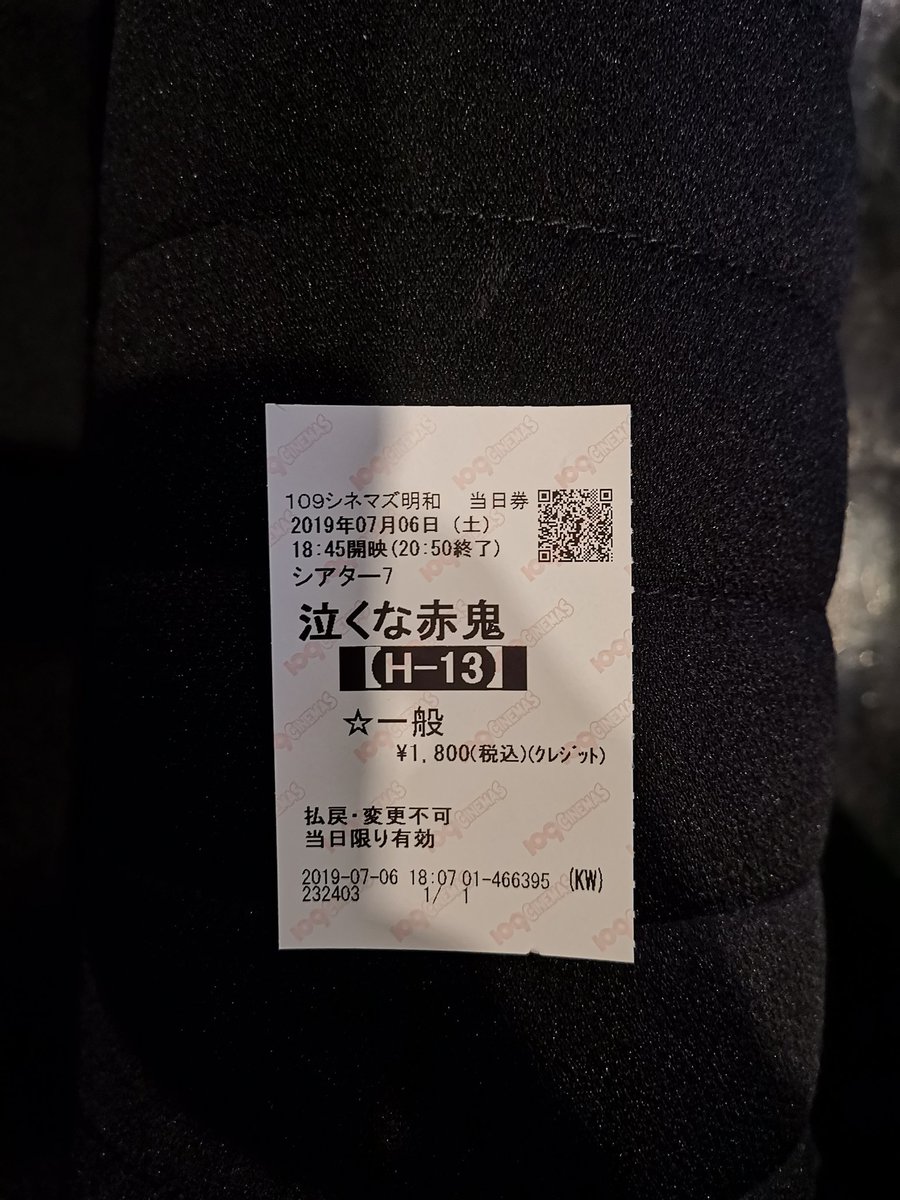 109シネマズ明和 当日券
2019年07月06日（土）
18:45開映(20:50終了)
シアター7
泣くな赤鬼
【H-13】
☆一般
¥1,800(税込)(ｸﾚｼﾞｯﾄ)
払戻・変更不可
当日限り有効
2019-07-06 18:07 01-466395 (KW)
232403 1/ 1
109 CINEMAS